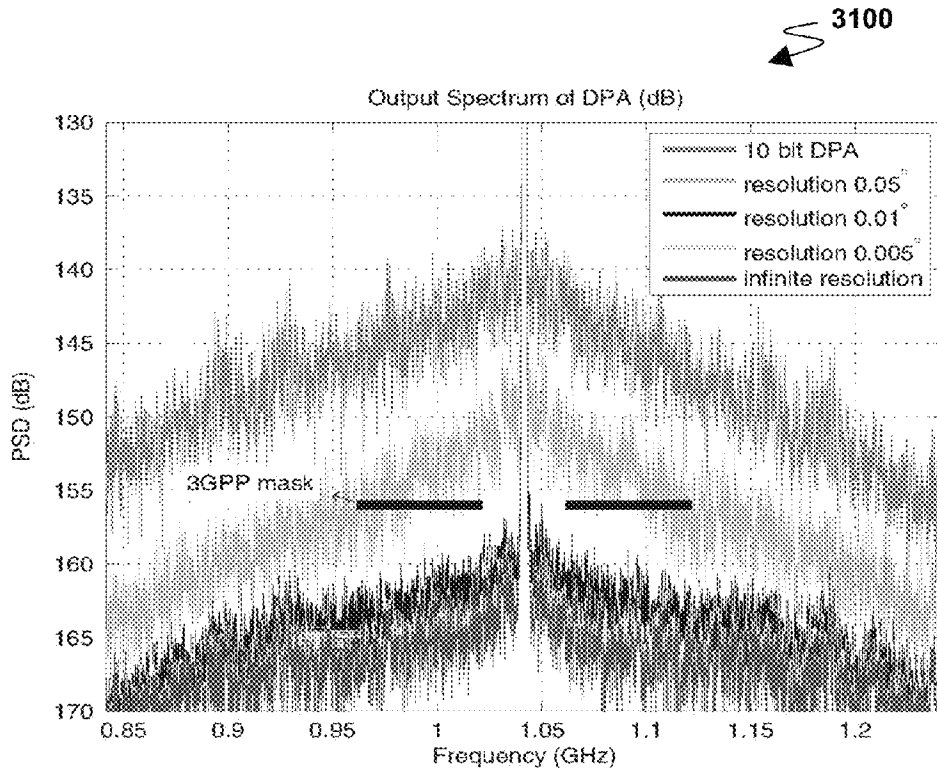 3100
Output Spectrum of DPA (dB)
130
135
140
145
150
155
160
165
170
PSD (dB)
10 bit DPA
resolution 0.05°
resolution 0.01°
resolution 0.005°
infinite resolution
3GPP mask
0.85
0.9
0.95
1
1.05
1.1
1.15
1.2
Frequency (GHz)